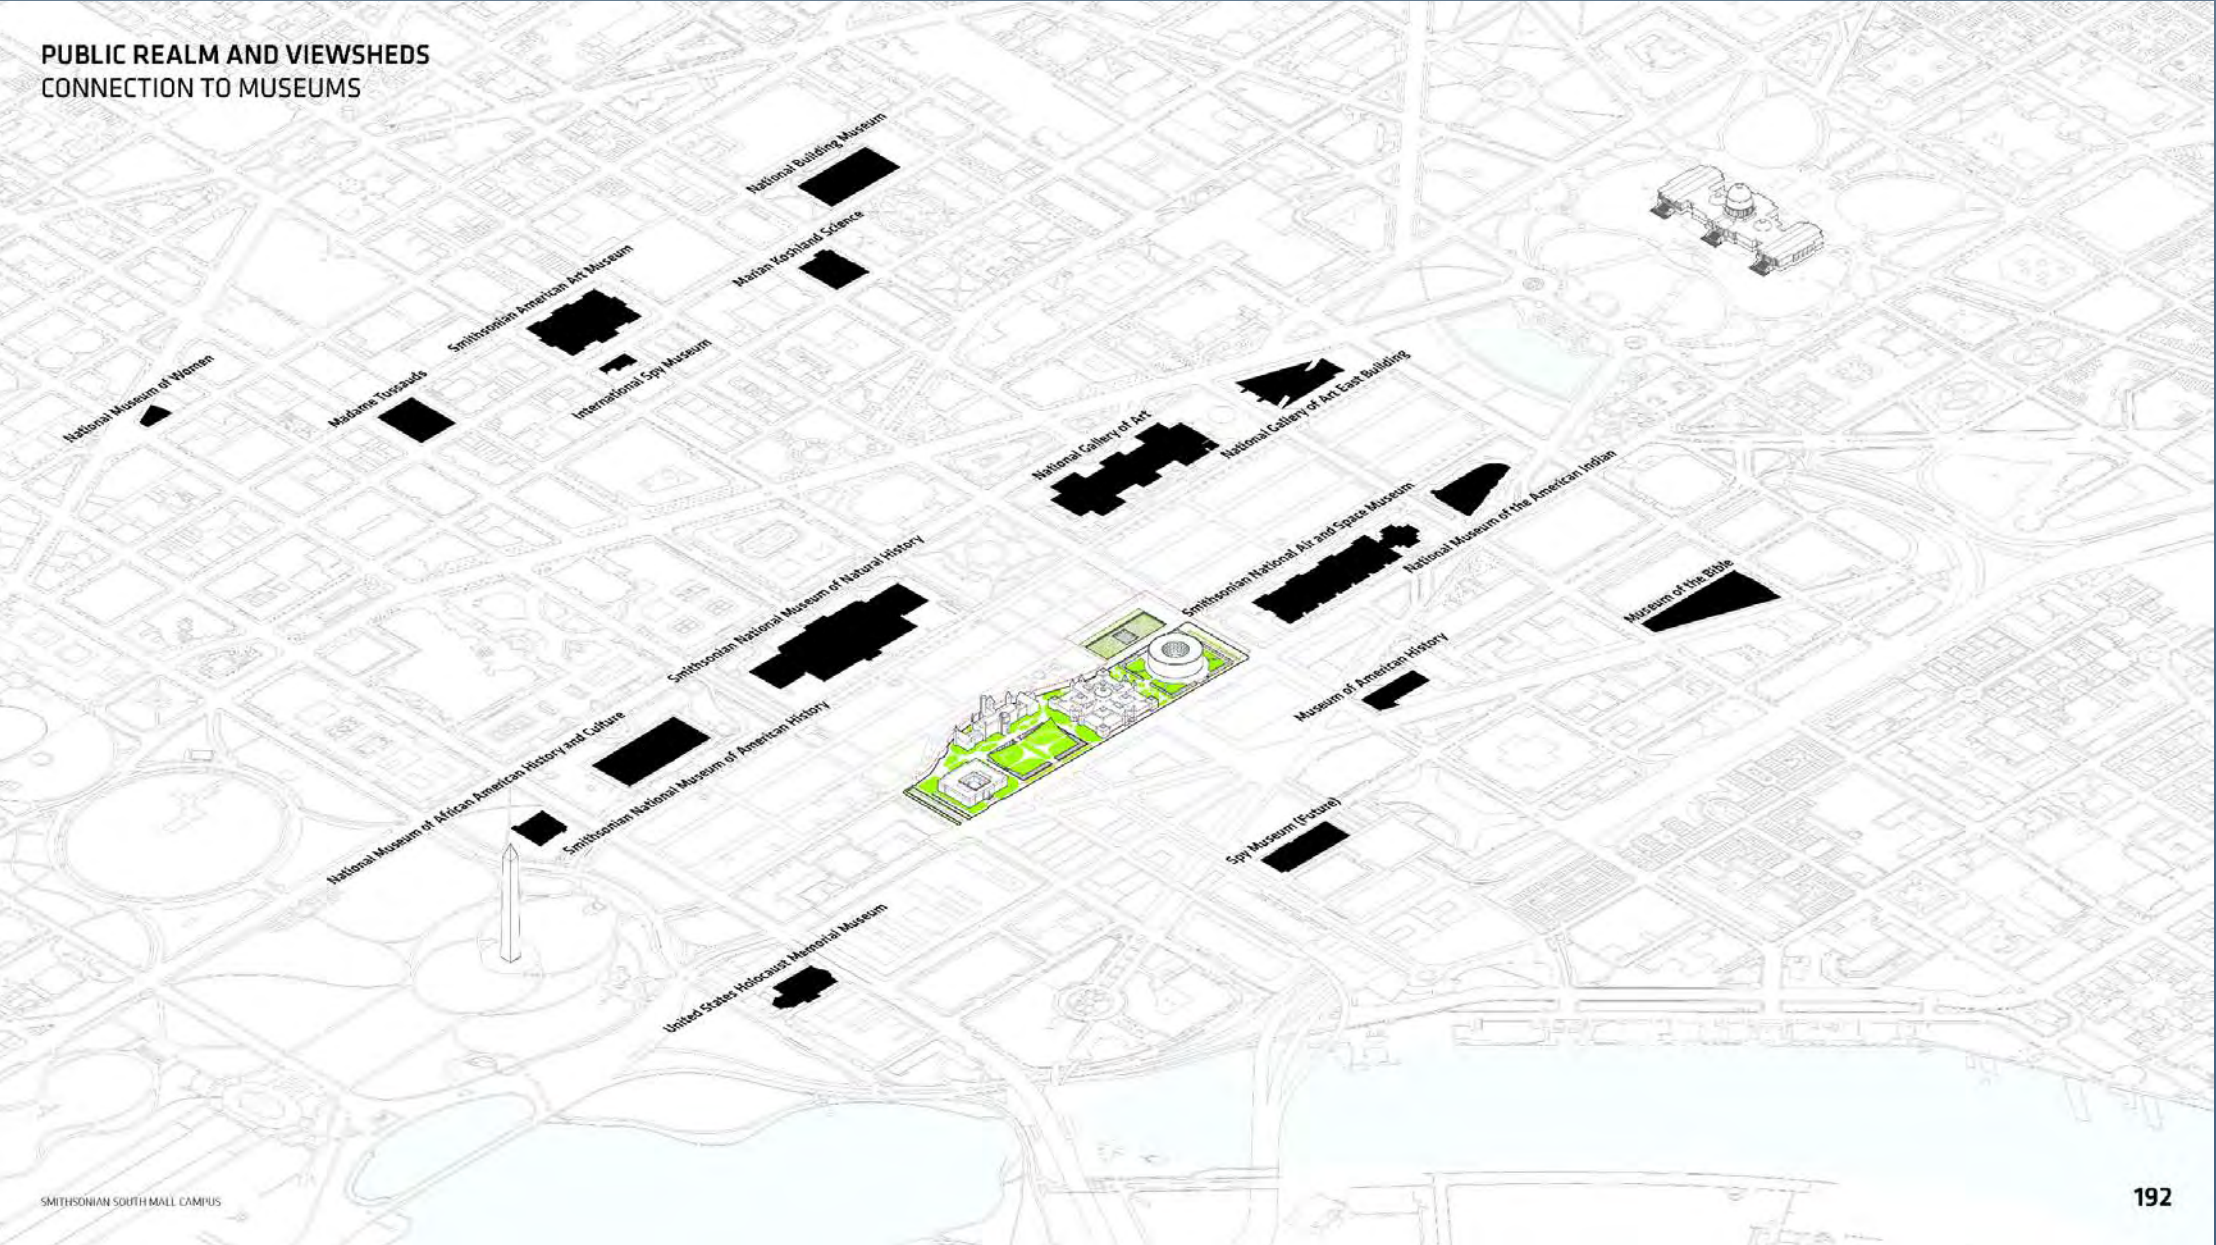 PUBLIC REALM AND VIEWSHEDS
CONNECTION TO MUSEUMS
National Building Museum
Marian Koshland Science
Smithsonian American Art Museum
International Spy Museum
National Museum of Women
Madame Tussauds
National Gallery of Art East Building
National Gallery of Art
National Museum of the American Indian
Smithsonian National Air and Space Museum
Smithsonian National Museum of Natural History
Museum of the Bible
Museum of American History
National Museum of African American History and Culture
Smithsonian National Museum of American History
Spy Museum (Future)
United States Holocaust Memorial Museum
SMITHSONIAN SOUTH MALL CAMPUS
192